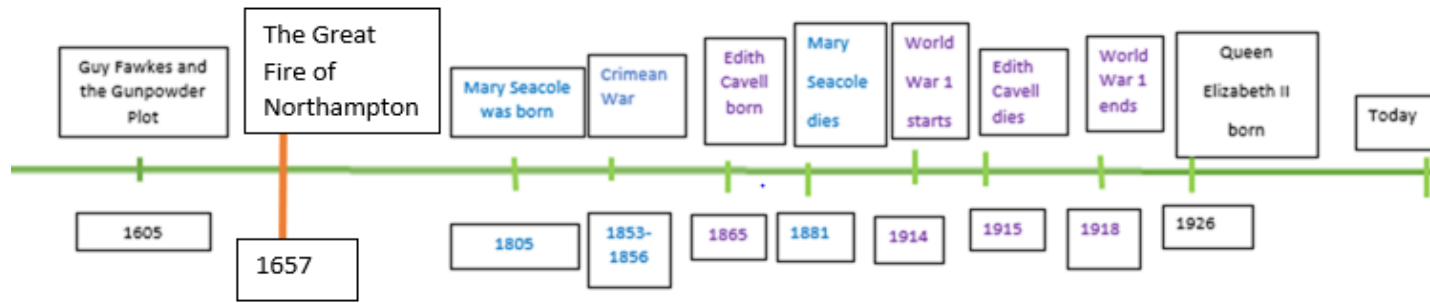 Guy Fawkes and
the Gunpowder
Plot
The Great
Fire of
Northampton
Mary Seacole
was born
Crimean
War
Edith
Cavell
born
Mary
Seacole
dies
World
War 1
starts
Edith
Cavell
dies
World
War 1
ends
Queen
Elizabeth II
born
Today
1605
1657
1805
1853-
1856
1865
1881
1914
1915
1918
1926